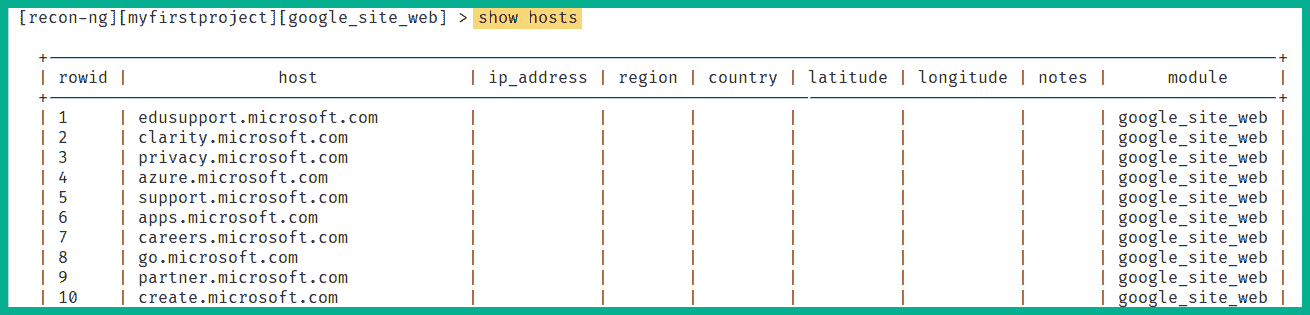 [recon-ng][myfirstproject][google_site_web] > show hosts
| rowid | host | ip_address | region | country | latitude | longitude | notes | module |
| 1 | edusupport.microsoft.com | | | | | | | google_site_web |
| 2 | clarity.microsoft.com | | | | | | | google_site_web |
| 3 | privacy.microsoft.com | | | | | | | google_site_web |
| 4 | azure.microsoft.com | | | | | | | google_site_web |
| 5 | support.microsoft.com | | | | | | | google_site_web |
| 6 | apps.microsoft.com | | | | | | | google_site_web |
| 7 | careers.microsoft.com | | | | | | | google_site_web |
| 8 | go.microsoft.com | | | | | | | google_site_web |
| 9 | partner.microsoft.com | | | | | | | google_site_web |
| 10 | create.microsoft.com | | | | | | | google_site_web |